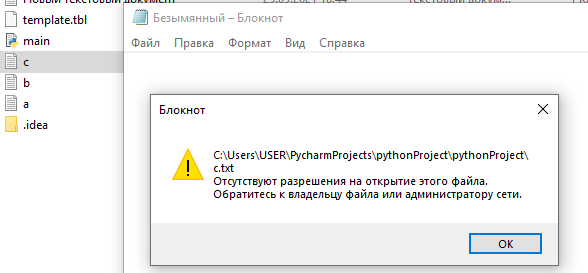 Новый текстовый документ
template.tbl
main
c
b
a
.idea
Безымянный – Блокнот
Файл Правка Формат Вид Справка
Блокнот
C:\Users\USER\PycharmProjects\pythonProject\pythonProject\
c.txt
Отсутствуют разрешения на открытие этого файла.
Обратитесь к владельцу файла или администратору сети.
ОК